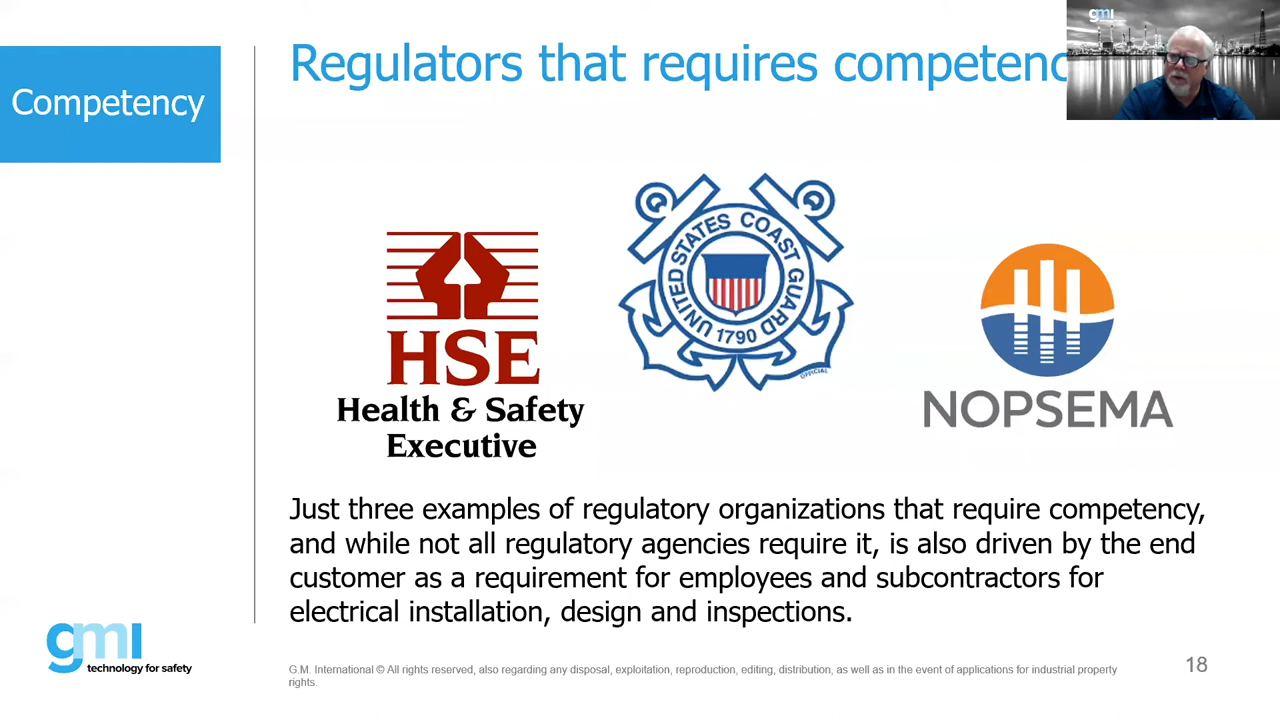 Regulators that requires competenc
gmi
Competency
UNITED STATES COAST GUARD
1790
OFFICIAL
HSE
Health & Safety
Executive
NOPSEMA
Just three examples of regulatory organizations that require competency,
and while not all regulatory agencies require it, is also driven by the end
customer as a requirement for employees and subcontractors for
electrical installation, design and inspections.
gmi
technology for safety
G.M. International © All rights reserved, also regarding any disposal, exploitation, reproduction, editing, distribution, as well as in the event of applications for industrial property
rights.
18